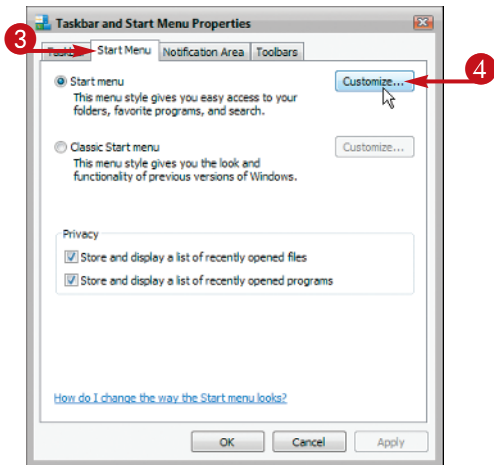 Taskbar and Start Menu Properties
3
Start Menu
Notification Area
Toolbars
Start menu
Customize...
4
This menu style gives you easy access to your
folders, favorite programs, and search.
Classic Start menu
Customize...
This menu style gives you the look and
functionality of previous versions of Windows.
Privacy
Store and display a list of recently opened files
Store and display a list of recently opened programs
How do I change the way the Start menu looks?
OK
Cancel
Apply